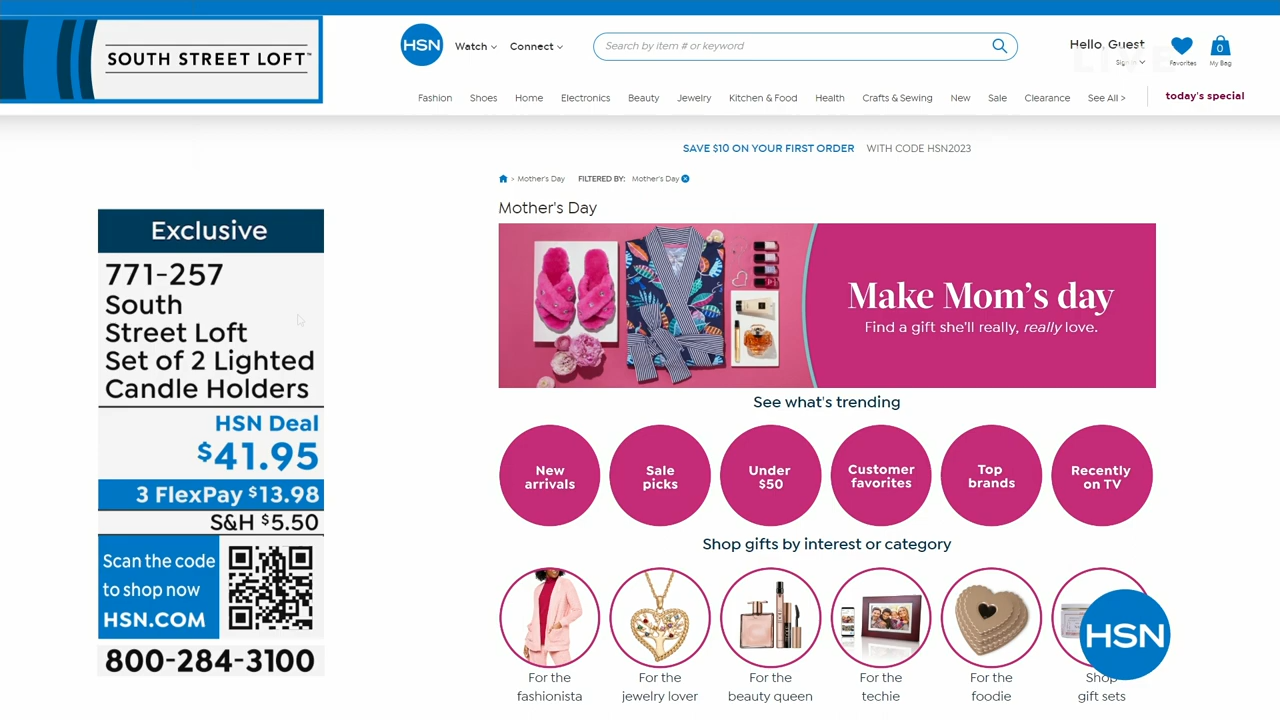 SOUTH STREET LOFT™
HSN
Watch
Connect
Search by item # or keyword
Hello, Guest
Sign In
Favorites
0
My Bag
LIVE
Fashion Shoes Home Electronics Beauty Jewelry Kitchen & Food Health Crafts & Sewing New Sale Clearance See All >
today's special
SAVE $10 ON YOUR FIRST ORDER WITH CODE HSN2023
> Mother's Day FILTERED BY: Mother's Day
Mother's Day
Make Mom's day
Find a gift she'll really, really love.
See what's trending
New
arrivals
Sale
picks
Under
$50
Customer
favorites
Top
brands
Recently
on TV
Shop gifts by interest or category
For the
fashionista
For the
jewelry lover
For the
beauty queen
For the
techie
For the
foodie
Shop
gift sets
HSN
Exclusive
771-257
South
Street Loft
Set of 2 Lighted
Candle Holders
HSN Deal
$41.95
3 FlexPay $13.98
S&H $5.50
Scan the code
to shop now
HSN.COM
800-284-3100